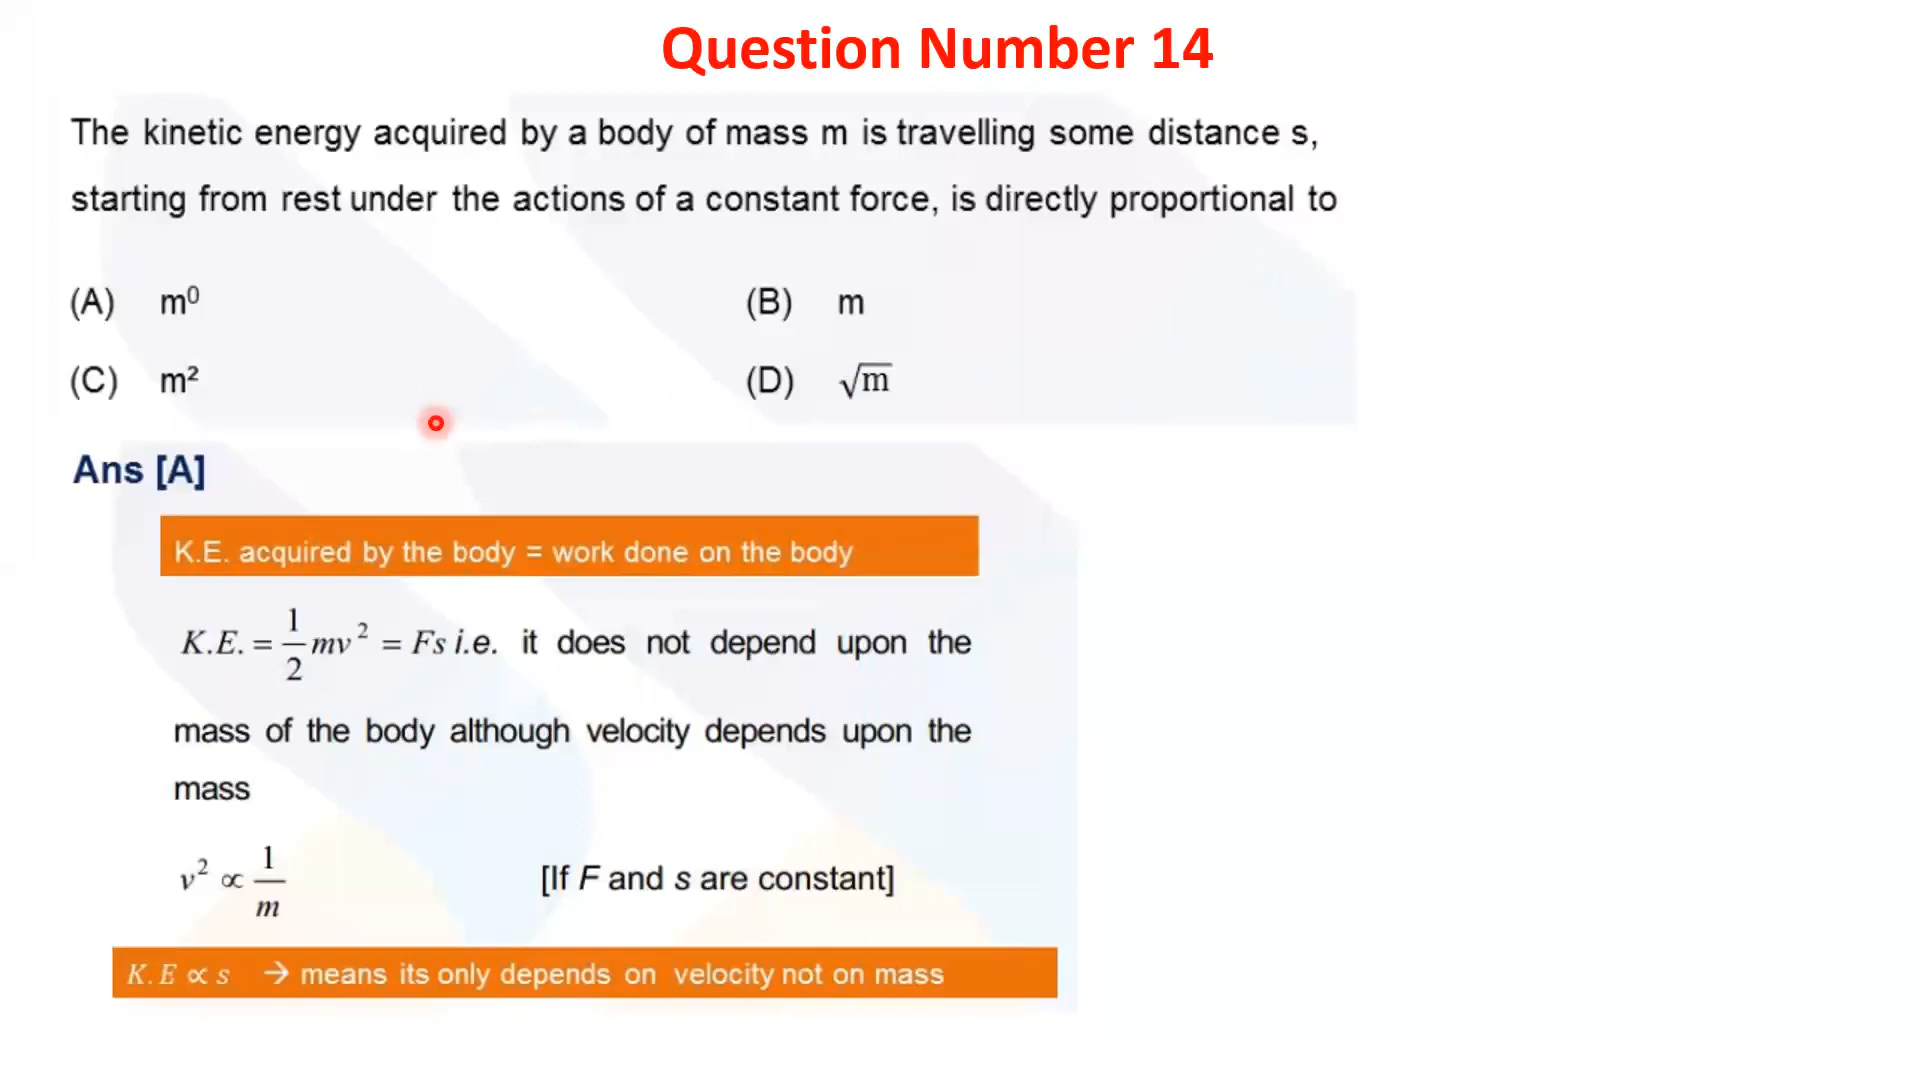 Question Number 14
The kinetic energy acquired by a body of mass m is travelling some distance s,
starting from rest under the actions of a constant force, is directly proportional to
(A) m⁰ (B) m
(C) m² (D) √m
Ans [A]
K.E. acquired by the body = work done on the body
K.E. = 1/2 mv² = Fs i.e. it does not depend upon the
mass of the body although velocity depends upon the
mass
v² ∝ 1/m [If F and s are constant]
K.E ∝ s → means its only depends on velocity not on mass